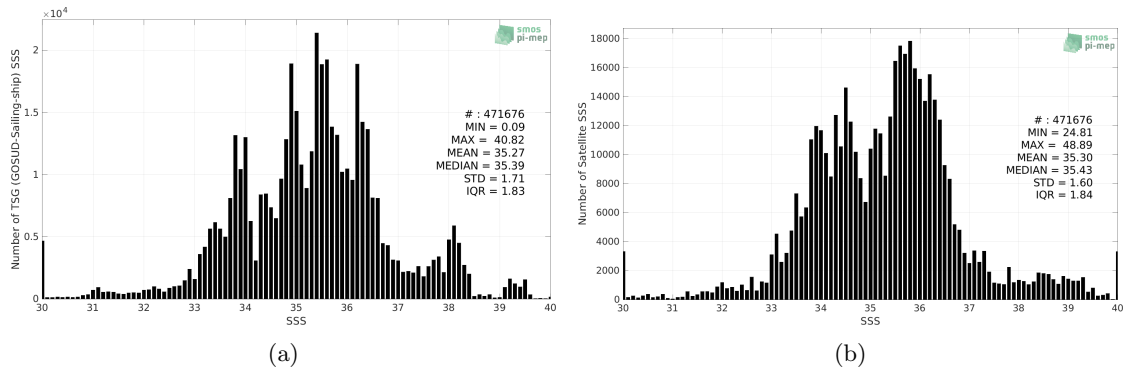 ×10⁴
smos
pi-mep
2
1.5
1
0.5
0
Number of TSG (GOSUD-Sailing-ship) SSS
# : 471676
MIN = 0.09
MAX = 40.82
MEAN = 35.27
MEDIAN = 35.39
STD = 1.71
IQR = 1.83
30 31 32 33 34 35 36 37 38 39 40
SSS
(a)
smos
pi-mep
18000
16000
14000
12000
10000
8000
6000
4000
2000
0
Number of Satellite SSS
# : 471676
MIN = 24.81
MAX = 48.89
MEAN = 35.30
MEDIAN = 35.43
STD = 1.60
IQR = 1.84
30 31 32 33 34 35 36 37 38 39 40
SSS
(b)